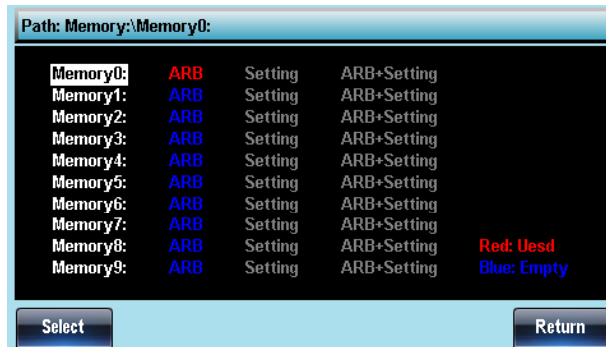 Path: Memory:\Memory0:
Memory0: ARB Setting ARB+Setting
Memory1: ARB Setting ARB+Setting
Memory2: ARB Setting ARB+Setting
Memory3: ARB Setting ARB+Setting
Memory4: ARB Setting ARB+Setting
Memory5: ARB Setting ARB+Setting
Memory6: ARB Setting ARB+Setting
Memory7: ARB Setting ARB+Setting
Memory8: ARB Setting ARB+Setting Red: Uesd
Memory9: ARB Setting ARB+Setting Blue: Empty
Select Return